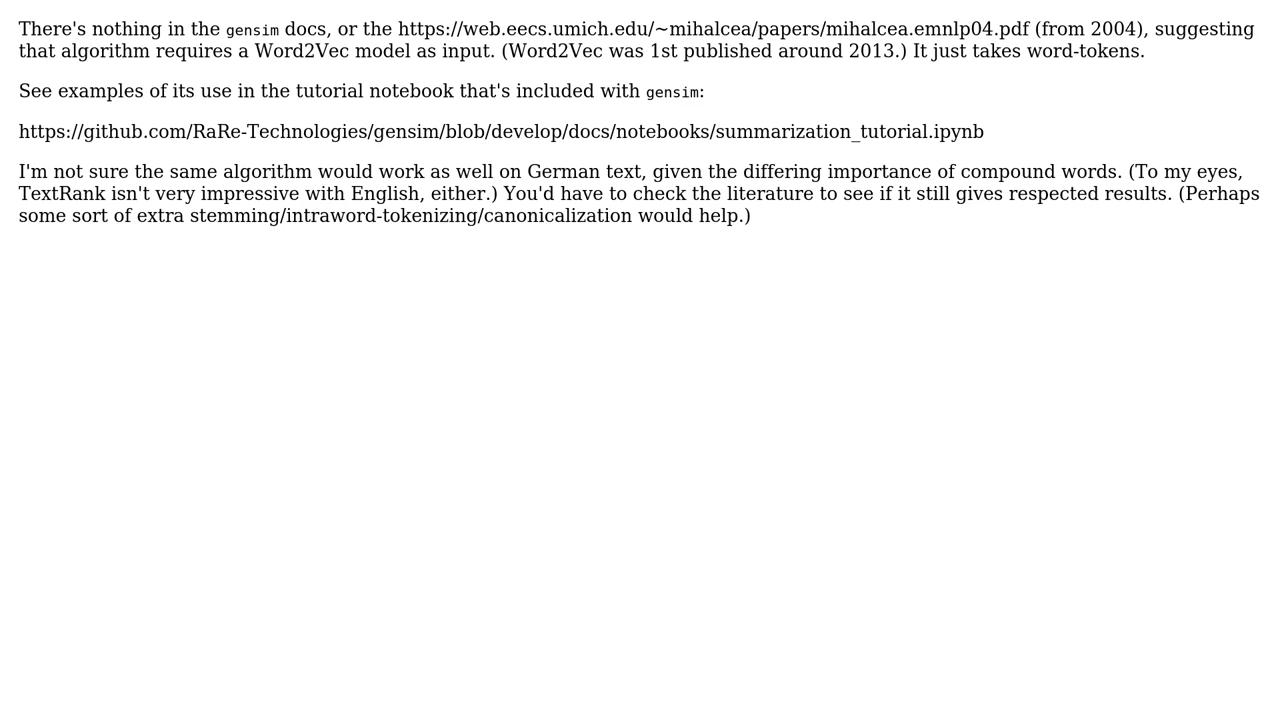 There's nothing in the gensim docs, or the https://web.eecs.umich.edu/~mihalcea/papers/mihalcea.emnlp04.pdf (from 2004), suggesting
that algorithm requires a Word2Vec model as input. (Word2Vec was 1st published around 2013.) It just takes word-tokens.
See examples of its use in the tutorial notebook that's included with gensim:
https://github.com/RaRe-Technologies/gensim/blob/develop/docs/notebooks/summarization_tutorial.ipynb
I'm not sure the same algorithm would work as well on German text, given the differing importance of compound words. (To my eyes,
TextRank isn't very impressive with English, either.) You'd have to check the literature to see if it still gives respected results. (Perhaps
some sort of extra stemming/intraword-tokenizing/canonicalization would help.)